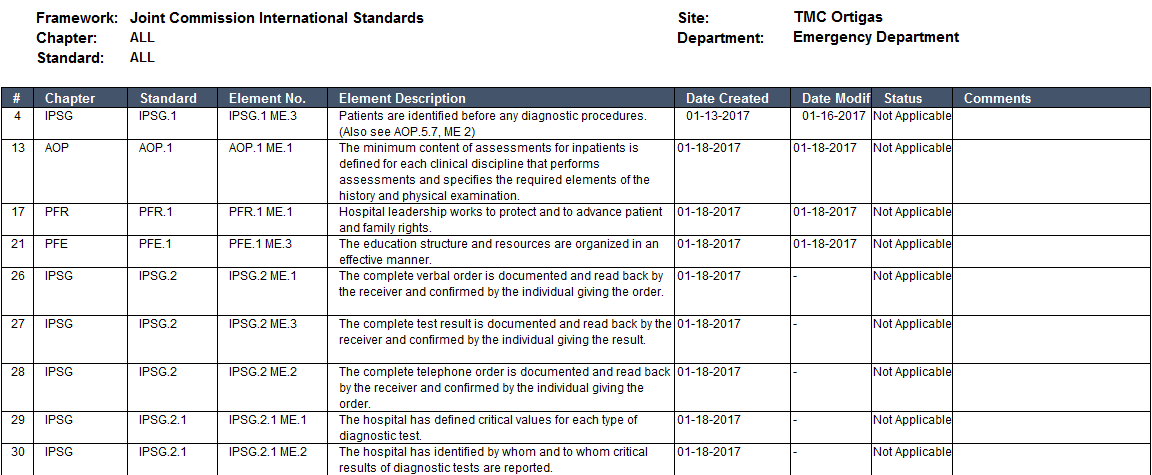 Framework: Joint Commission International Standards Site: TMC Ortigas
Chapter: ALL Department: Emergency Department
Standard: ALL
# Chapter Standard Element No. Element Description Date Created Date Modif Status Comments
4 IPSG IPSG.1 IPSG.1 ME.3 Patients are identified before any diagnostic procedures. 01-13-2017 01-16-2017 Not Applicable
(Also see AOP.5.7, ME 2)
13 AOP AOP.1 AOP.1 ME.1 The minimum content of assessments for inpatients is 01-18-2017 01-18-2017 Not Applicable
defined for each clinical discipline that performs
assessments and specifies the required elements of the
history and physical examination.
17 PFR PFR.1 PFR.1 ME.1 Hospital leadership works to protect and to advance patient 01-18-2017 01-18-2017 Not Applicable
and family rights.
21 PFE PFE.1 PFE.1 ME.3 The education structure and resources are organized in an 01-18-2017 01-18-2017 Not Applicable
effective manner.
26 IPSG IPSG.2 IPSG.2 ME.1 The complete verbal order is documented and read back by 01-18-2017 - Not Applicable
the receiver and confirmed by the individual giving the order.
27 IPSG IPSG.2 IPSG.2 ME.3 The complete test result is documented and read back by the 01-18-2017 - Not Applicable
receiver and confirmed by the individual giving the result.
28 IPSG IPSG.2 IPSG.2 ME.2 The complete telephone order is documented and read back 01-18-2017 - Not Applicable
by the receiver and confirmed by the individual giving the
order.
29 IPSG IPSG.2.1 IPSG.2.1 ME.1 The hospital has defined critical values for each type of 01-18-2017 - Not Applicable
diagnostic test.
30 IPSG IPSG.2.1 IPSG.2.1 ME.2 The hospital has identified by whom and to whom critical 01-18-2017 - Not Applicable
results of diagnostic tests are reported.